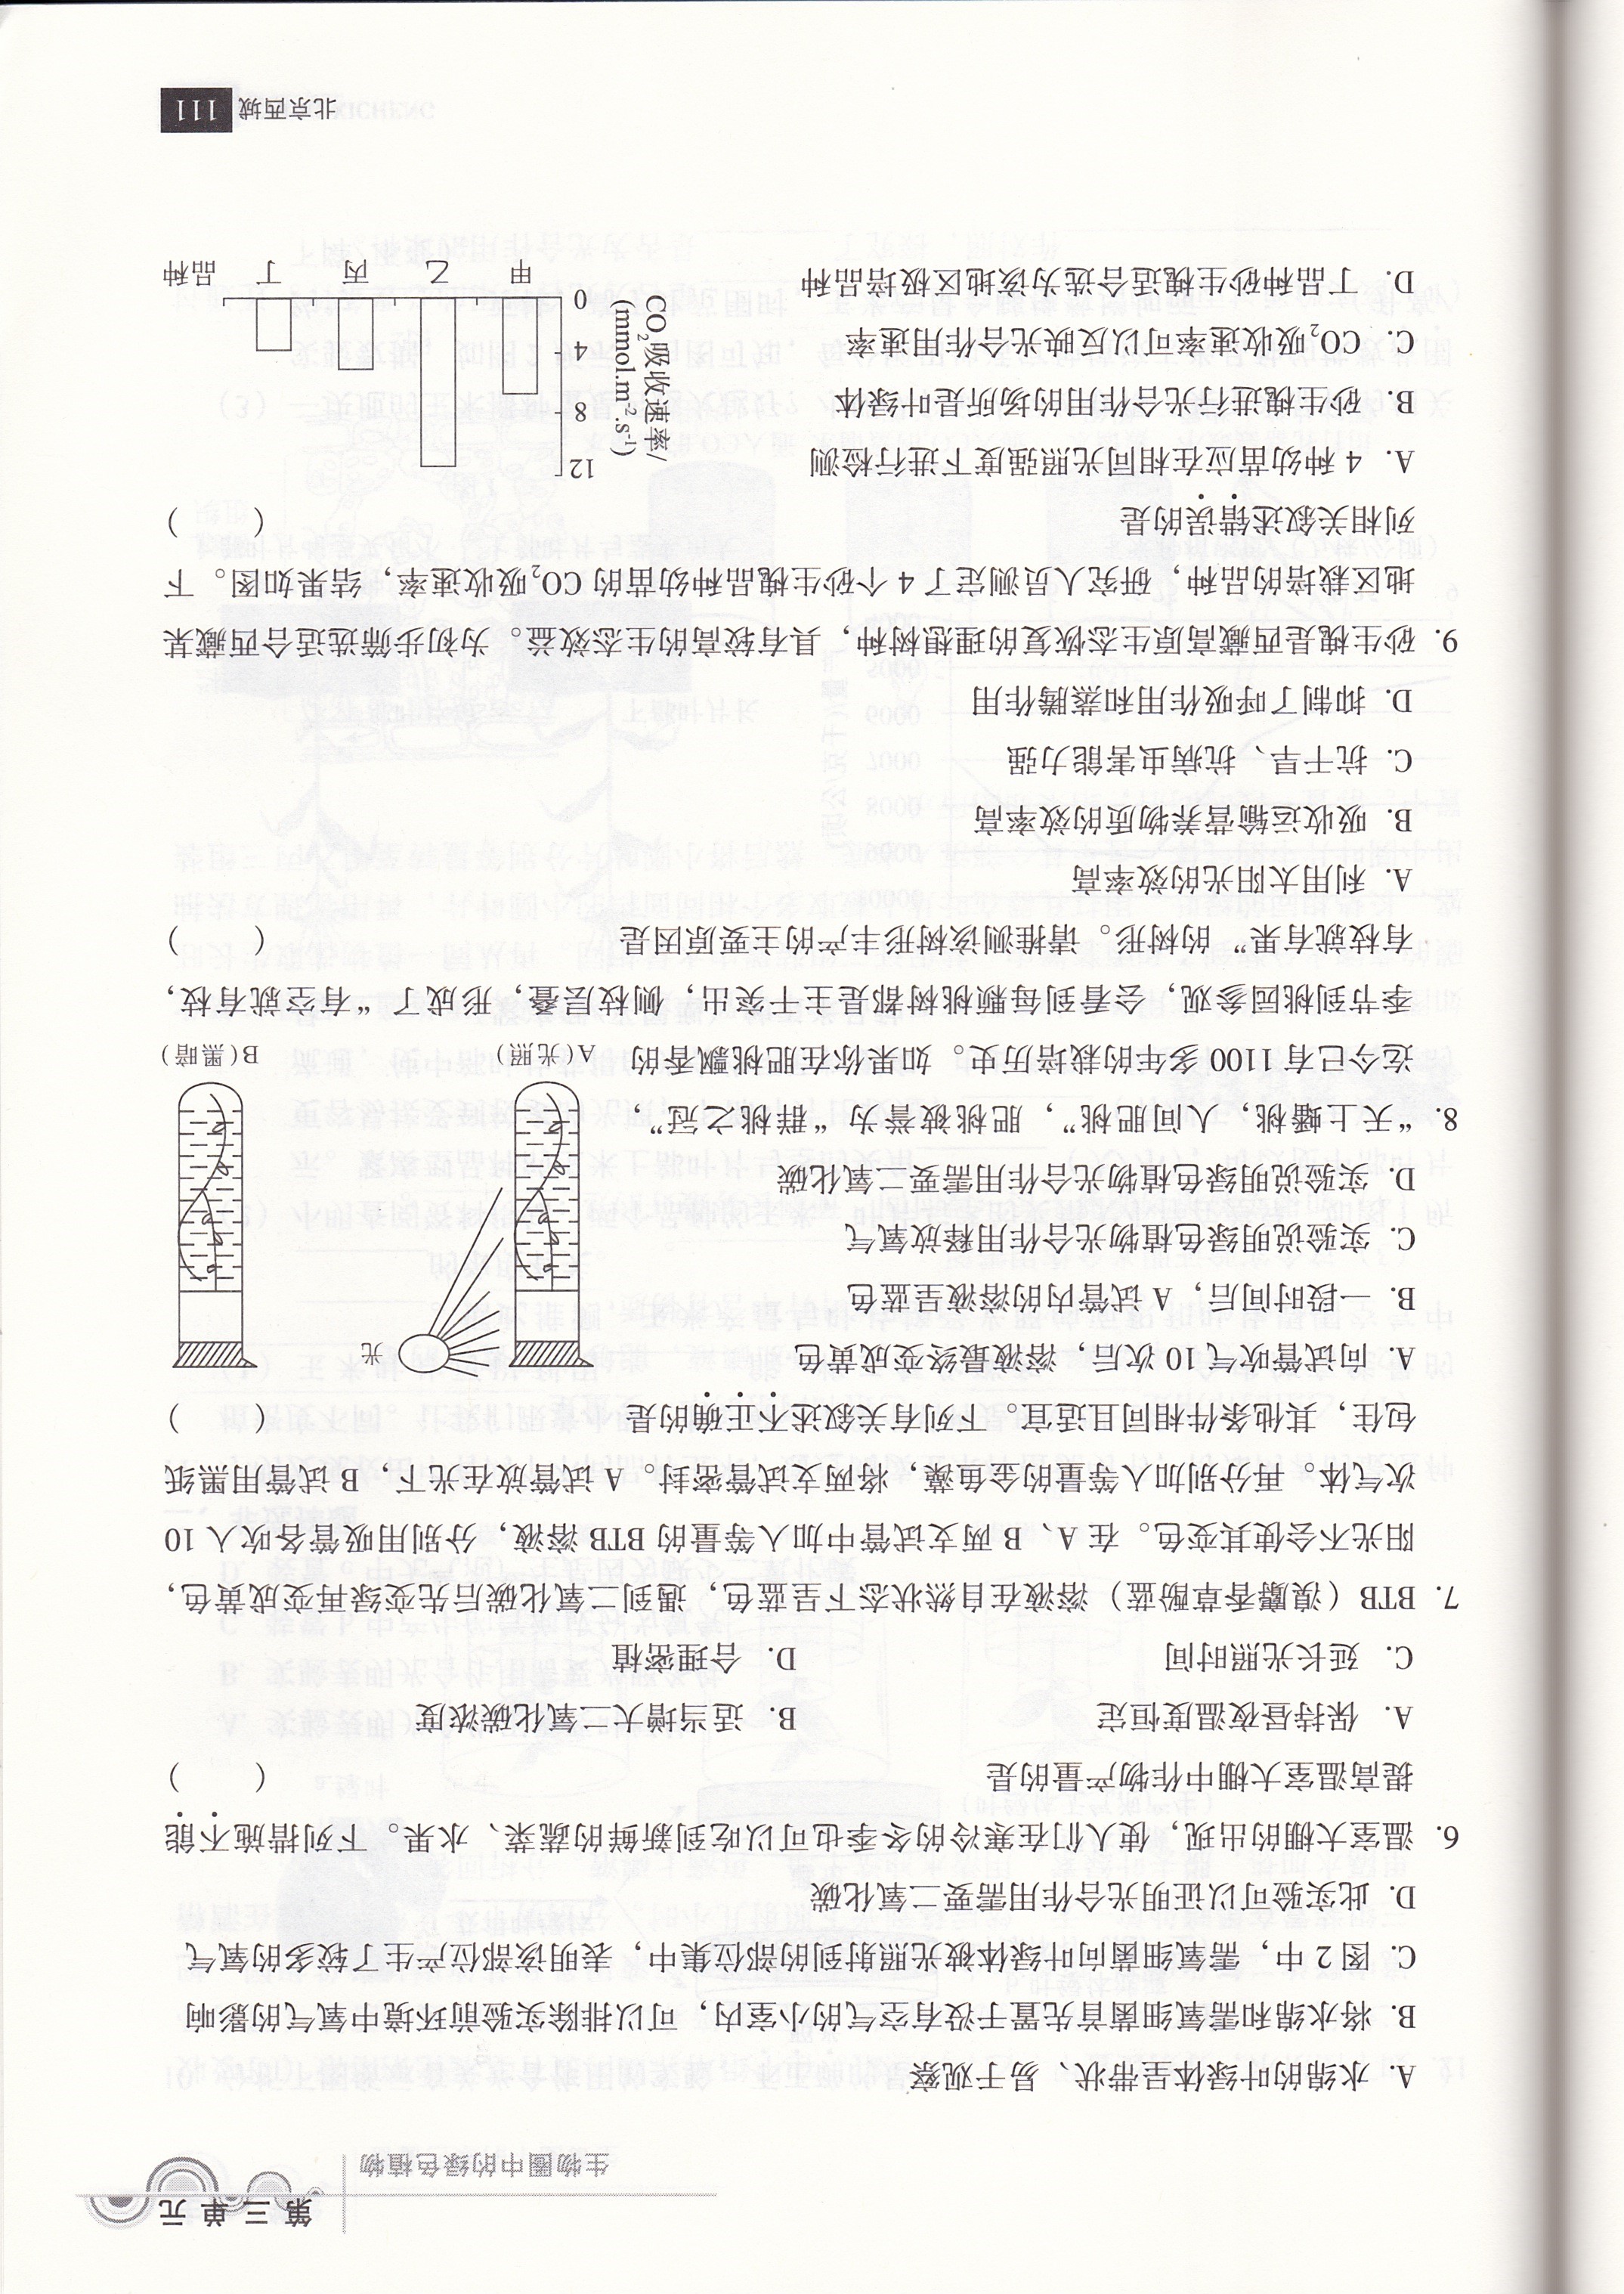 第三单元
生物圈中的绿色植物
A. 水绵的叶绿体呈带状、易于观察
B. 将水绵和需氧细菌首先置于没有空气的小室内，可以排除实验前环境中氧气的影响
C. 图2中，需氧细菌向叶绿体被光照射到的部位集中，表明该部位产生了较多的氧气
D. 此实验可以证明光合作用需要二氧化碳
6. 温室大棚的出现，使人们在寒冷的冬季也可以吃到新鲜的蔬菜、水果。下列措施不能
提高温室大棚中作物产量的是 （ ）
A. 保持昼夜温度恒定 B. 适当增大二氧化碳浓度
C. 延长光照时间 D. 合理密植
7. BTB（溴麝香草酚蓝）溶液在自然状态下呈蓝色，遇到二氧化碳后先变绿再变成黄色，
阳光不会使其变色。在A、B两支试管中加入等量的BTB溶液，分别用吸管各吹入10
次气体。再分别加入等量的金鱼藻，将两支试管密封。A试管放在光下，B试管用黑纸
包住，其他条件相同且适宜。下列有关叙述不正确的是 （ ）
A. 向试管吹气10次后，溶液最终变成黄色
B. 一段时间后，A试管内的溶液呈蓝色
C. 实验说明绿色植物光合作用释放氧气
D. 实验说明绿色植物光合作用需要二氧化碳
光
A(光照)
B(黑暗)
8. “天上蟠桃，人间肥桃”，肥桃被誉为“群桃之冠”，
迄今已有1100多年的栽培历史。如果你在肥桃飘香的
季节到桃园参观，会看到每颗桃树都是主干突出，侧枝层叠，形成了“有空就有枝，
有枝就有果”的树形。请推测该树形丰产的主要原因是 （ ）
A. 利用太阳光的效率高
B. 吸收运输营养物质的效率高
C. 抗干旱、抗病虫害能力强
D. 抑制了呼吸作用和蒸腾作用
9. 砂生槐是西藏高原生态恢复的理想树种，具有较高的生态效益。为初步筛选适合西藏某
地区栽培的品种，研究人员测定了4个砂生槐品种幼苗的CO₂吸收速率，结果如图。下
列相关叙述错误的是 （ ）
A. 4种幼苗应在相同光照强度下进行检测
B. 砂生槐进行光合作用的场所是叶绿体
C. CO₂吸收速率可以反映光合作用速率
D. 丁品种砂生槐适合选为该地区栽培品种
CO₂吸收速率/
(mmol.m⁻².s⁻¹)
12
8
4
0
甲 乙 丙 丁 品种
北京西城 111